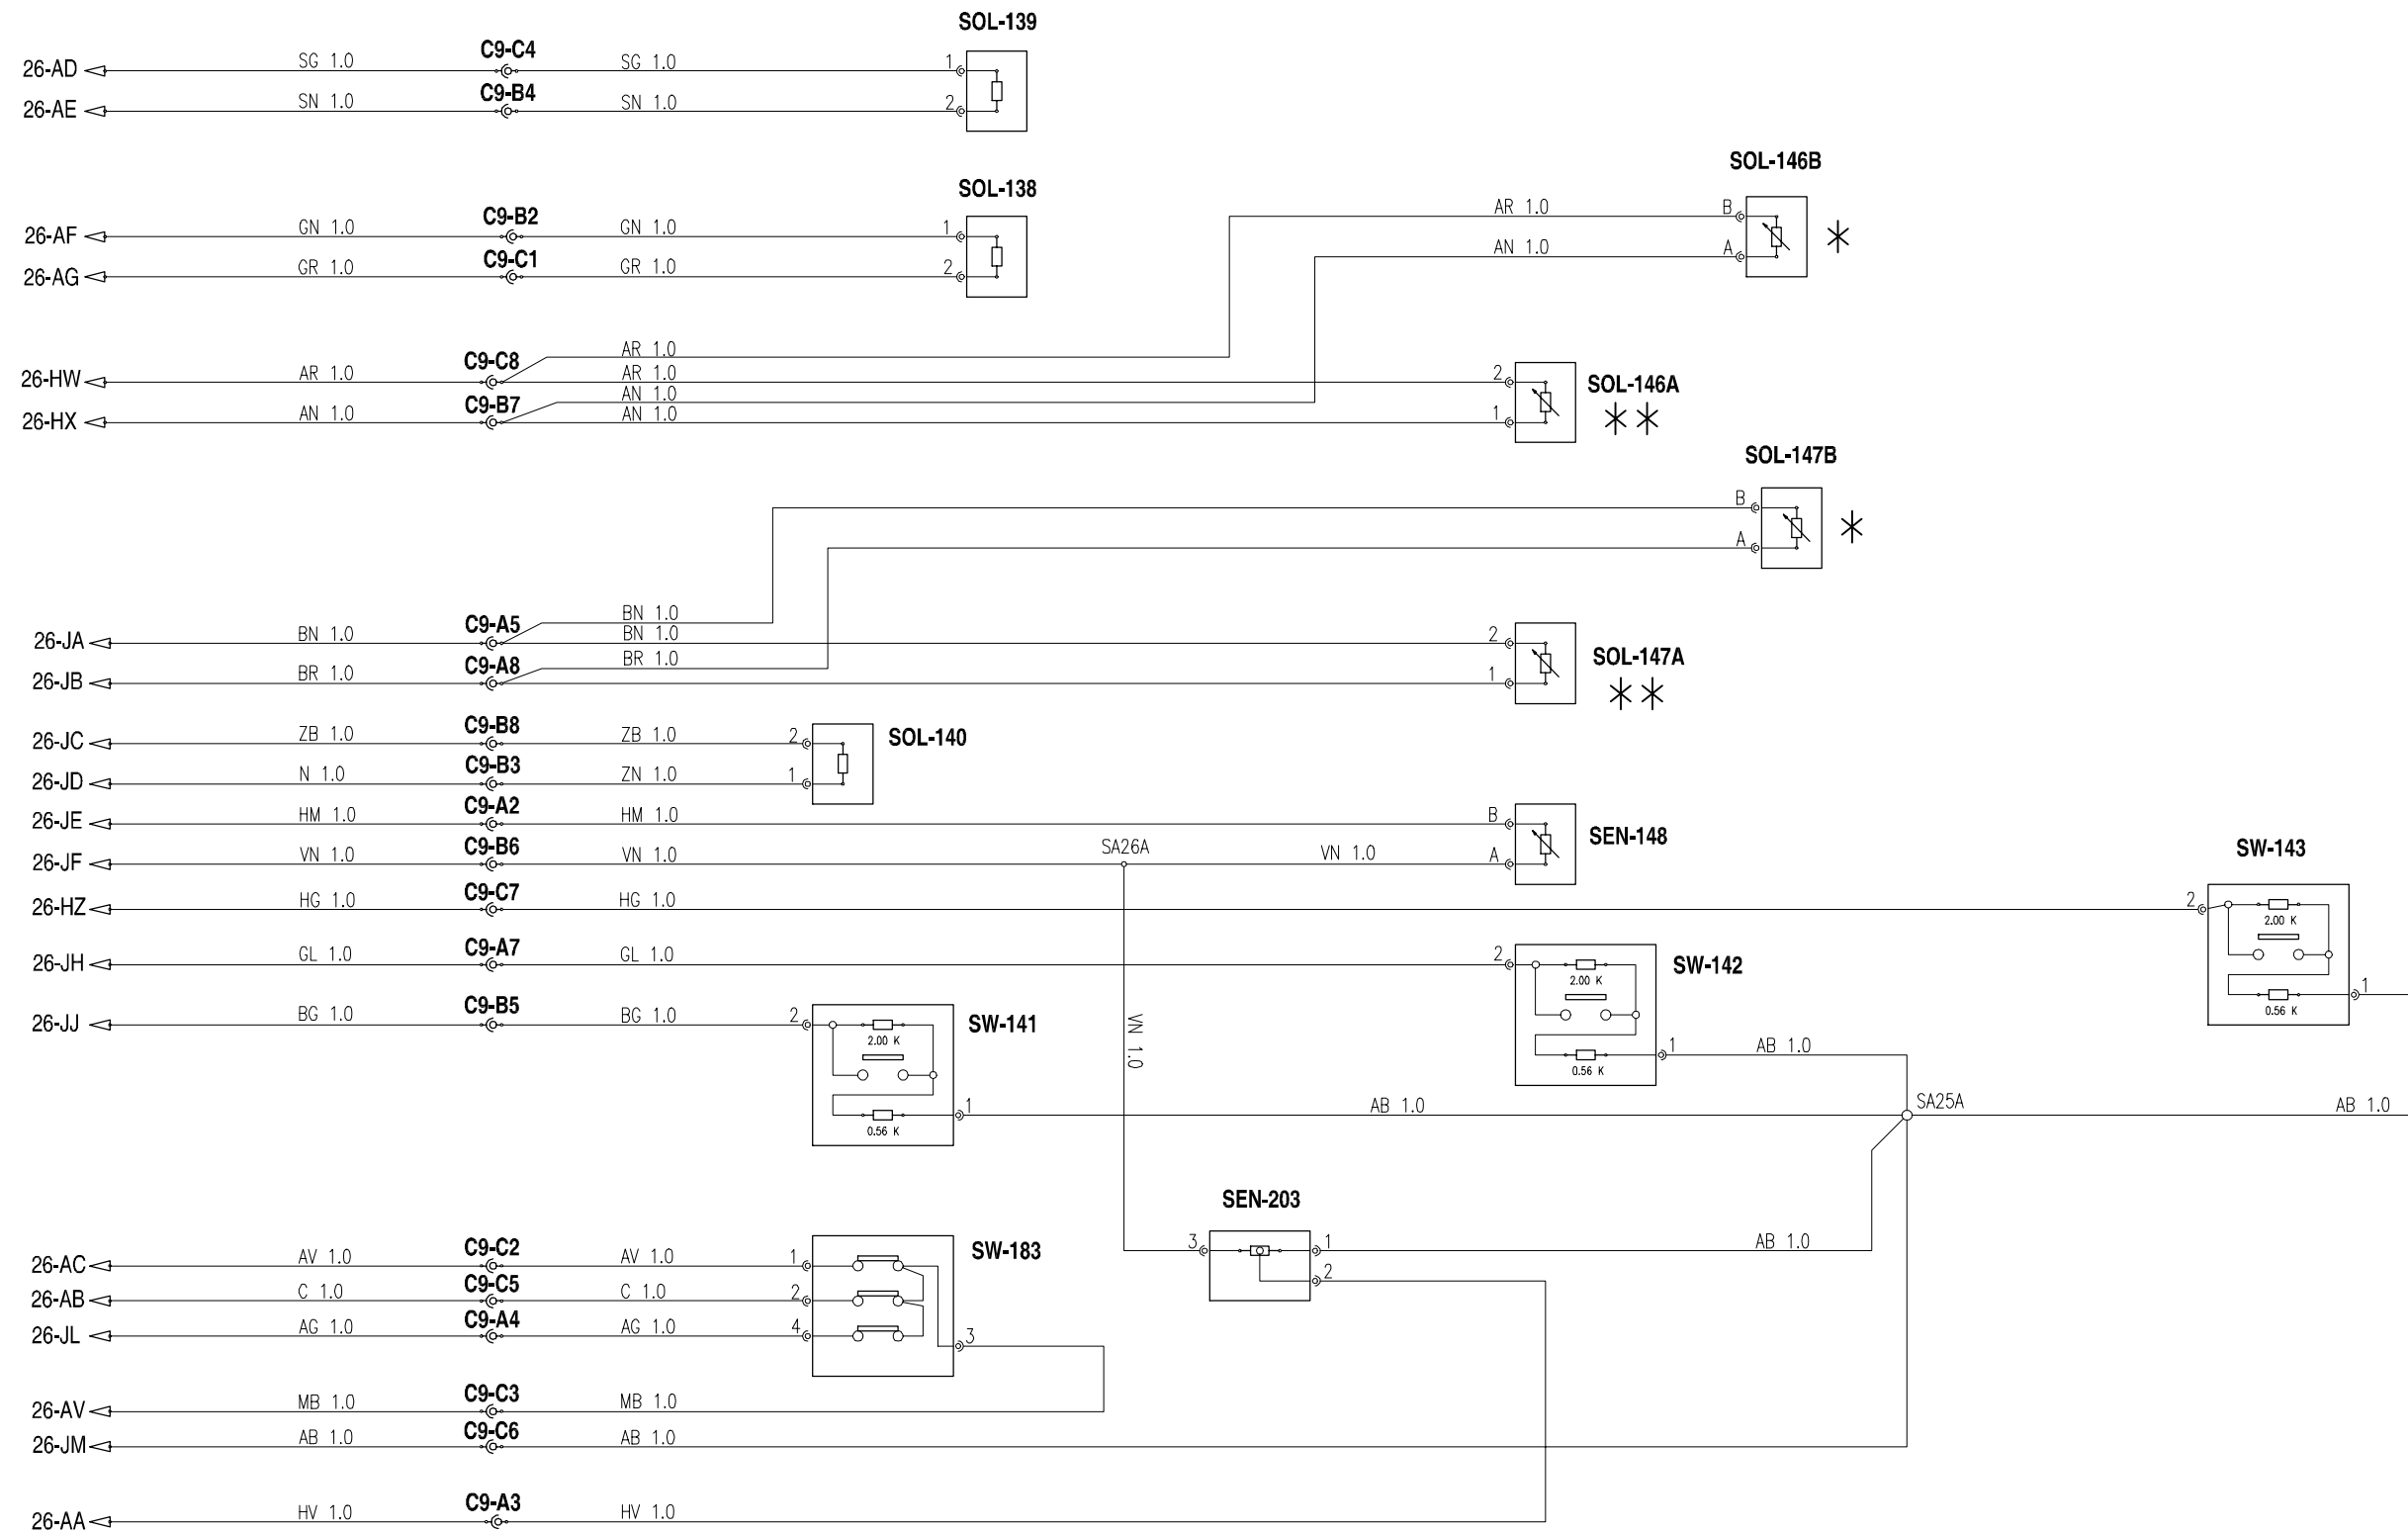 SOL-139
26-AD SG 1.0 C9-C4 SG 1.0 1
26-AE SN 1.0 C9-B4 SN 1.0 2
SOL-146B
SOL-138
AR 1.0 B
26-AF GN 1.0 C9-B2 GN 1.0 1
AN 1.0 A
26-AG GR 1.0 C9-C1 GR 1.0 2
AR 1.0
26-HW AR 1.0 C9-C8 AR 1.0 2 SOL-146A
AN 1.0
26-HX AN 1.0 C9-B7 AN 1.0 1
SOL-147B
B
A
BN 1.0
26-JA BN 1.0 C9-A5 BN 1.0 2
SOL-147A
26-JB BR 1.0 C9-A8 BR 1.0 1
26-JC ZB 1.0 C9-B8 ZB 1.0 2 SOL-140
26-JD N 1.0 C9-B3 ZN 1.0 1
26-JE HM 1.0 C9-A2 HM 1.0 B SEN-148
26-JF VN 1.0 C9-B6 VN 1.0 SA26A VN 1.0 A
SW-143
26-HZ HG 1.0 C9-C7 HG 1.0 2
2.00 K
26-JH GL 1.0 C9-A7 GL 1.0 2 SW-142
2.00 K
1
0.56 K
26-JJ BG 1.0 C9-B5 BG 1.0 2 SW-141
2.00 K
VN 1.0
1 AB 1.0
0.56 K
1 AB 1.0 SA25A AB 1.0
0.56 K
SEN-203
3 1 AB 1.0
2
SW-183
26-AC AV 1.0 C9-C2 AV 1.0 1
26-AB C 1.0 C9-C5 C 1.0 2
26-JL AG 1.0 C9-A4 AG 1.0 4
3
26-AV MB 1.0 C9-C3 MB 1.0
26-JM AB 1.0 C9-C6 AB 1.0
26-AA HV 1.0 C9-A3 HV 1.0